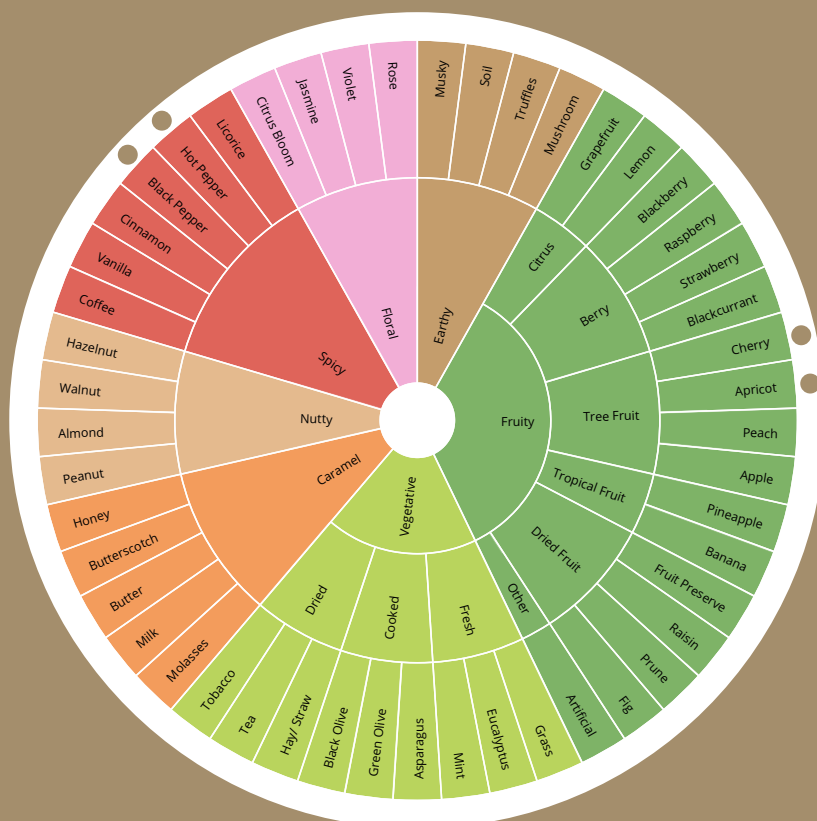 Earthy
Musky
Soil
Truffles
Mushroom
Fruity
Citrus
Grapefruit
Lemon
Berry
Blackberry
Raspberry
Strawberry
Blackcurrant
Tree Fruit
Cherry
Apricot
Peach
Apple
Tropical Fruit
Pineapple
Banana
Dried Fruit
Fruit Preserve
Raisin
Prune
Fig
Other
Artificial
Vegetative
Fresh
Grass
Eucalyptus
Mint
Cooked
Asparagus
Green Olive
Black Olive
Dried
Hay/ Straw
Tea
Tobacco
Caramel
Molasses
Milk
Butter
Butterscotch
Honey
Nutty
Peanut
Almond
Walnut
Hazelnut
Spicy
Coffee
Vanilla
Cinnamon
Black Pepper
Hot Pepper
Licorice
Floral
Citrus Bloom
Jasmine
Violet
Rose